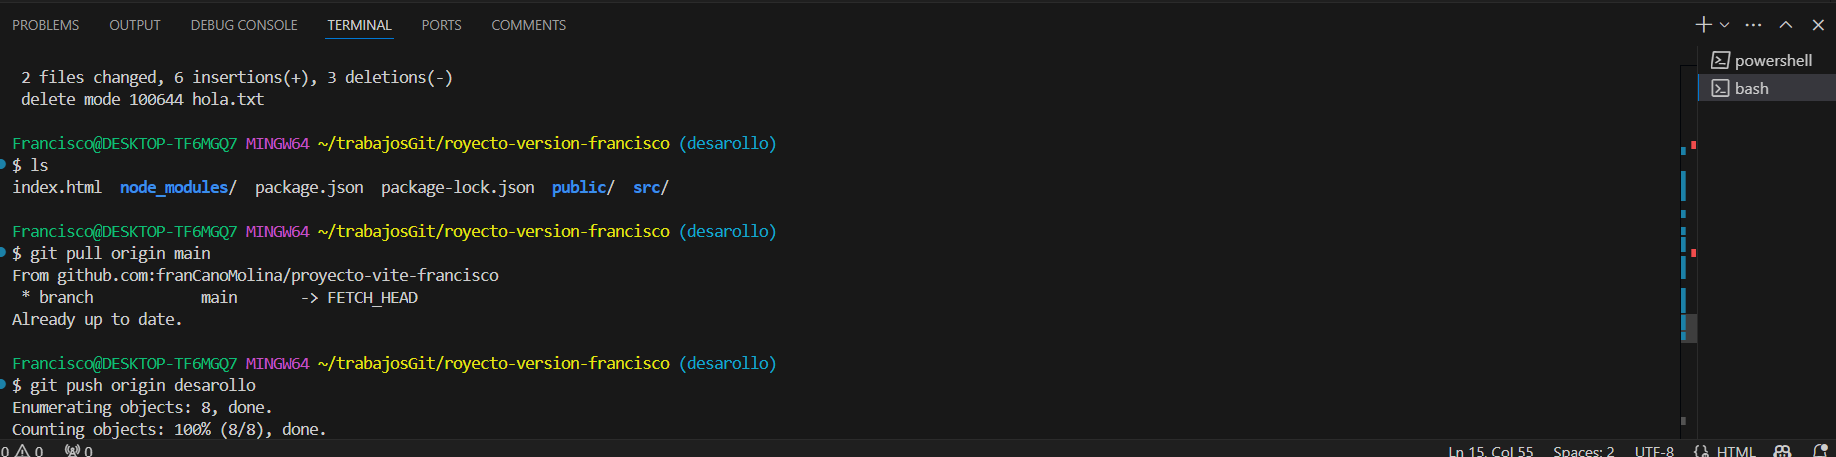 PROBLEMS OUTPUT DEBUG CONSOLE TERMINAL PORTS COMMENTS
2 files changed, 6 insertions(+), 3 deletions(-)
delete mode 100644 hola.txt
Francisco@DESKTOP-TF6MGQ7 MINGW64 ~/trabajosGit/royecto-version-francisco (desarollo)
$ ls
index.html node_modules/ package.json package-lock.json public/ src/
Francisco@DESKTOP-TF6MGQ7 MINGW64 ~/trabajosGit/royecto-version-francisco (desarollo)
$ git pull origin main
From github.com:franCanoMolina/proyecto-vite-francisco
* branch main -> FETCH_HEAD
Already up to date.
Francisco@DESKTOP-TF6MGQ7 MINGW64 ~/trabajosGit/royecto-version-francisco (desarollo)
$ git push origin desarollo
Enumerating objects: 8, done.
Counting objects: 100% (8/8), done.
powershell
bash
0 0 0 Ln 15, Col 55 Spaces: 2 UTF-8 {} HTML